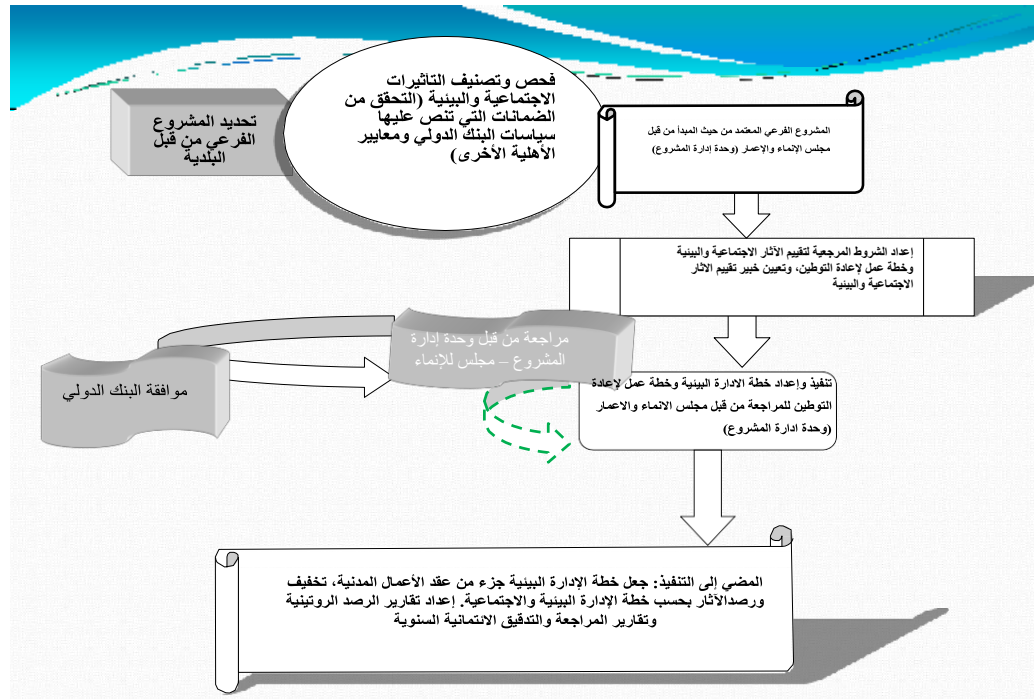 تحديد المشروع
الفرعي من قبل
البلدية
فحص وتصنيف التأثيرات
الاجتماعية والبيئية (التحقق من
الضمانات التي تنص عليها
سياسات البنك الدولي ومعايير
الأهلية الأخرى)
المشروع الفرعي المعتمد من حيث المبدأ من قبل
مجلس الإنماء والإعمار (وحدة إدارة المشروع)
إعداد الشروط المرجعية لتقييم الآثار الاجتماعية والبيئية
وخطة عمل لإعادة التوطين، وتعيين خبير تقييم الاثار
الاجتماعية والبيئية
مراجعة من قبل وحدة إدارة
المشروع – مجلس للإنماء
موافقة البنك الدولي
تنفيذ وإعداد خطة الادارة البيئية وخطة عمل لإعادة
التوطين للمراجعة من قبل مجلس الانماء والاعمار
(وحدة ادارة المشروع)
المضي إلى التنفيذ: جعل خطة الإدارة البيئية جزء من عقد الأعمال المدنية، تخفيف
ورصدالآثار بحسب خطة الإدارة البيئية والاجتماعية. إعداد تقارير الرصد الروتينية
وتقارير المراجعة والتدقيق الائتمانية السنوية